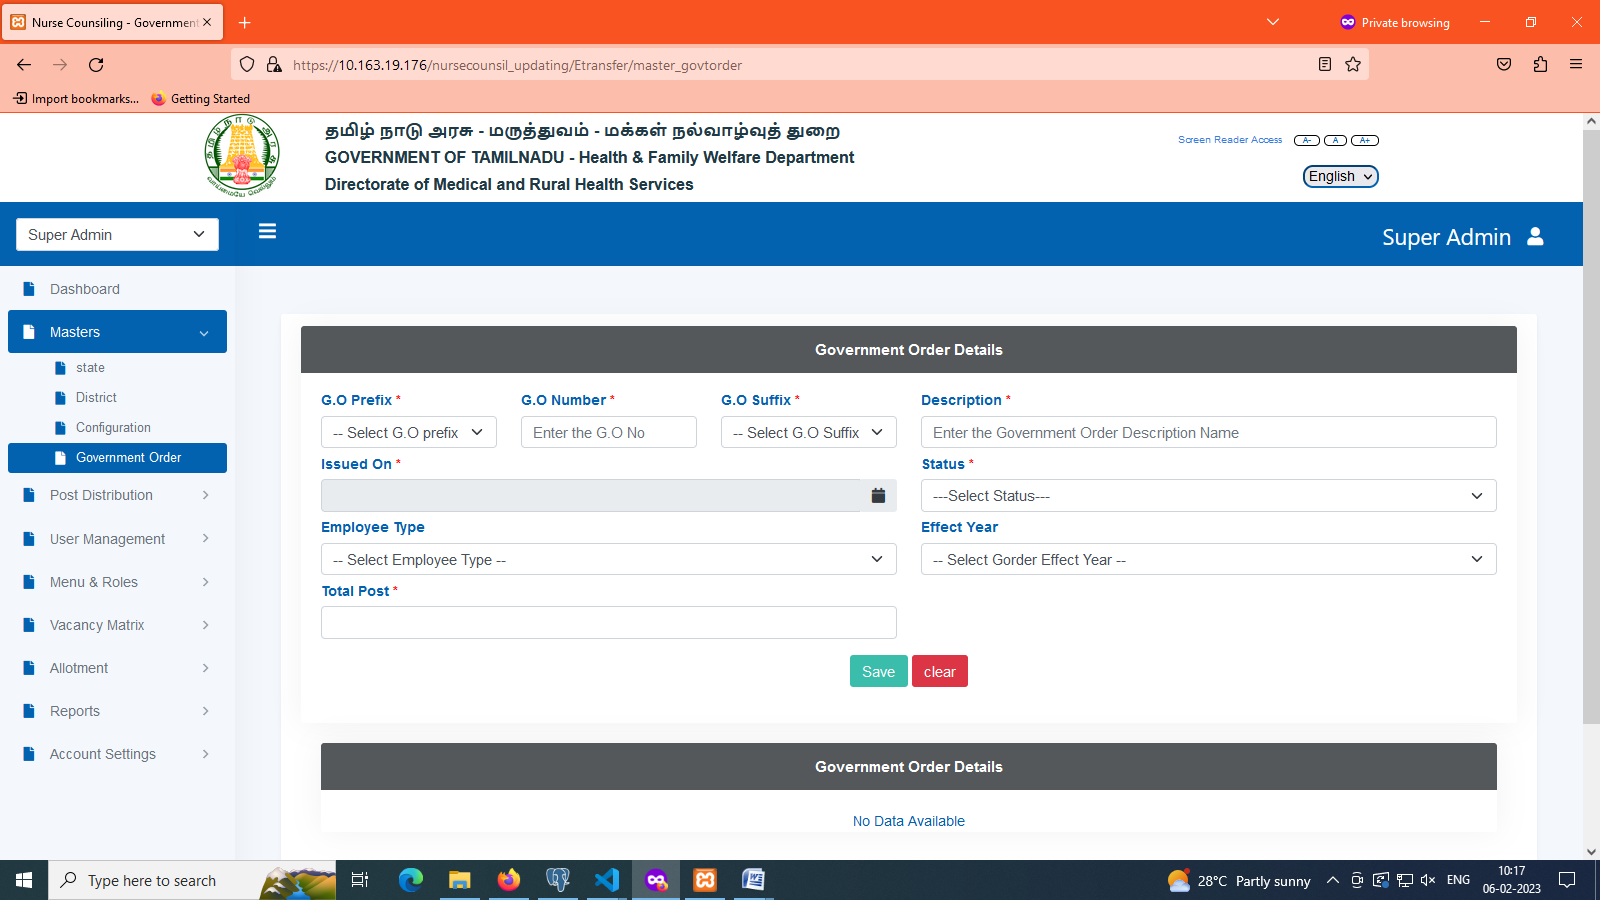 Nurse Counsiling - Government
Private browsing
https://10.163.19.176/nursecounsil_updating/Etransfer/master_govtorder
Import bookmarks...
Getting Started
தமிழ் நாடு அரசு - மருத்துவம் - மக்கள் நல்வாழ்வுத் துறை
GOVERNMENT OF TAMILNADU - Health & Family Welfare Department
Directorate of Medical and Rural Health Services
Screen Reader Access A- A A+
English
Super Admin
Super Admin
Dashboard
Masters
state
District
Configuration
Government Order
Post Distribution
User Management
Menu & Roles
Vacancy Matrix
Allotment
Reports
Account Settings
Government Order Details
G.O Prefix * G.O Number * G.O Suffix * Description *
-- Select G.O prefix Enter the G.O No -- Select G.O Suffix Enter the Government Order Description Name
Issued On * Status *
---Select Status---
Employee Type Effect Year
-- Select Employee Type -- -- Select Gorder Effect Year --
Total Post *
Save clear
Government Order Details
No Data Available
Type here to search
28°C Partly sunny
ENG
10:17
06-02-2023